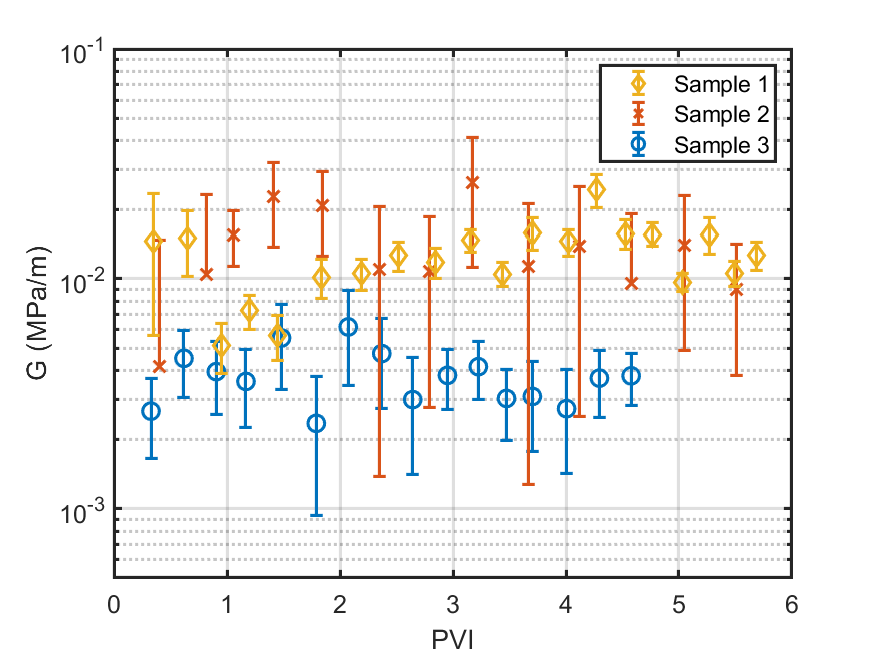 10^-1
Sample 1
Sample 2
Sample 3
10^-2
G (MPa/m)
10^-3
0 1 2 3 4 5 6
PVI